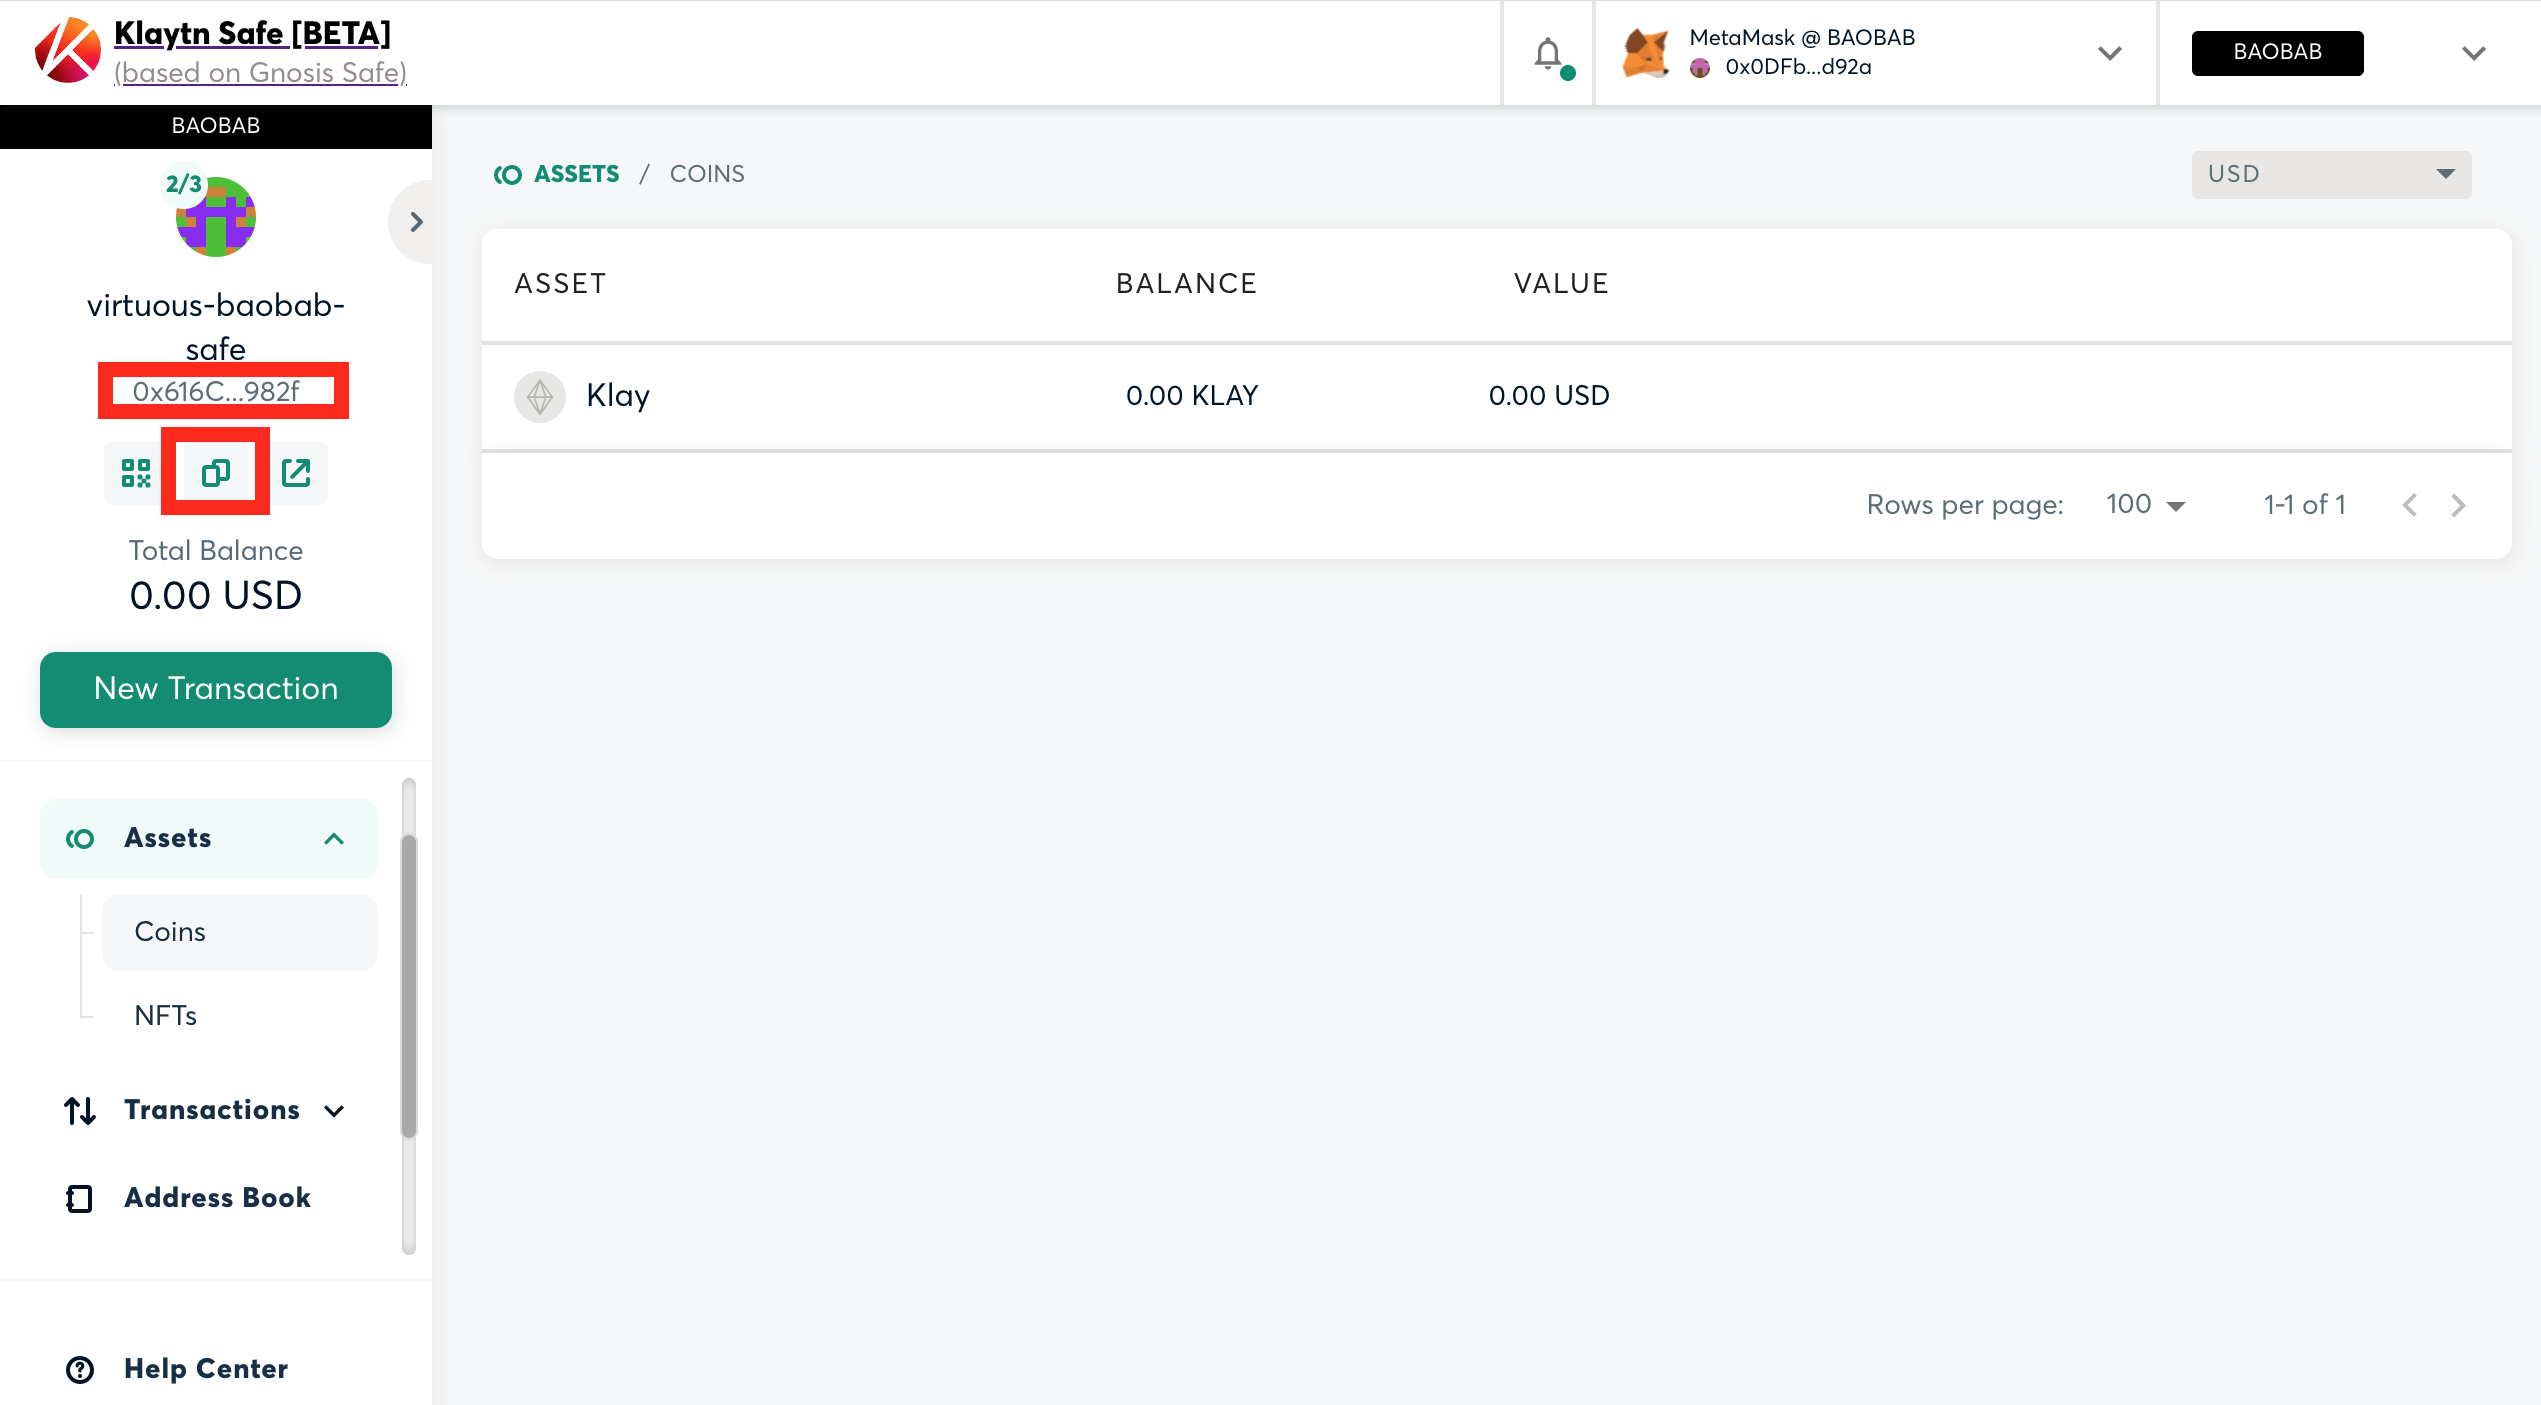 Klaytn Safe [BETA]
(based on Gnosis Safe)
MetaMask @ BAOBAB
0x0DFb...d92a
BAOBAB
BAOBAB
2/3
virtuous-baobab-
safe
0x616C...982f
Total Balance
0.00 USD
New Transaction
Assets
Coins
NFTs
Transactions
Address Book
Help Center
ASSETS / COINS
USD
ASSET BALANCE VALUE
Klay 0.00 KLAY 0.00 USD
Rows per page: 100 1-1 of 1